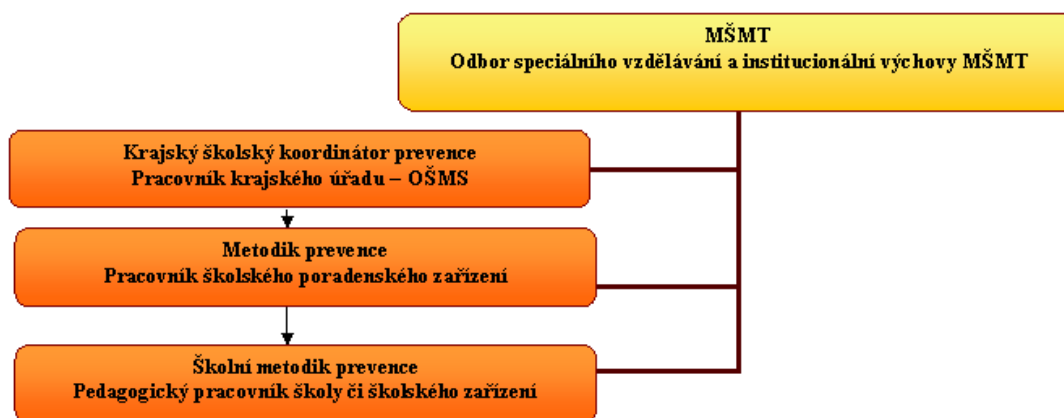 MŠMT
Odbor speciálního vzdělávání a institucionální výchovy MŠMT
Krajský školský koordinátor prevence
Pracovník krajského úřadu – OŠMS
Metodik prevence
Pracovník školského poradenského zařízení
Školní metodik prevence
Pedagogický pracovník školy či školského zařízení